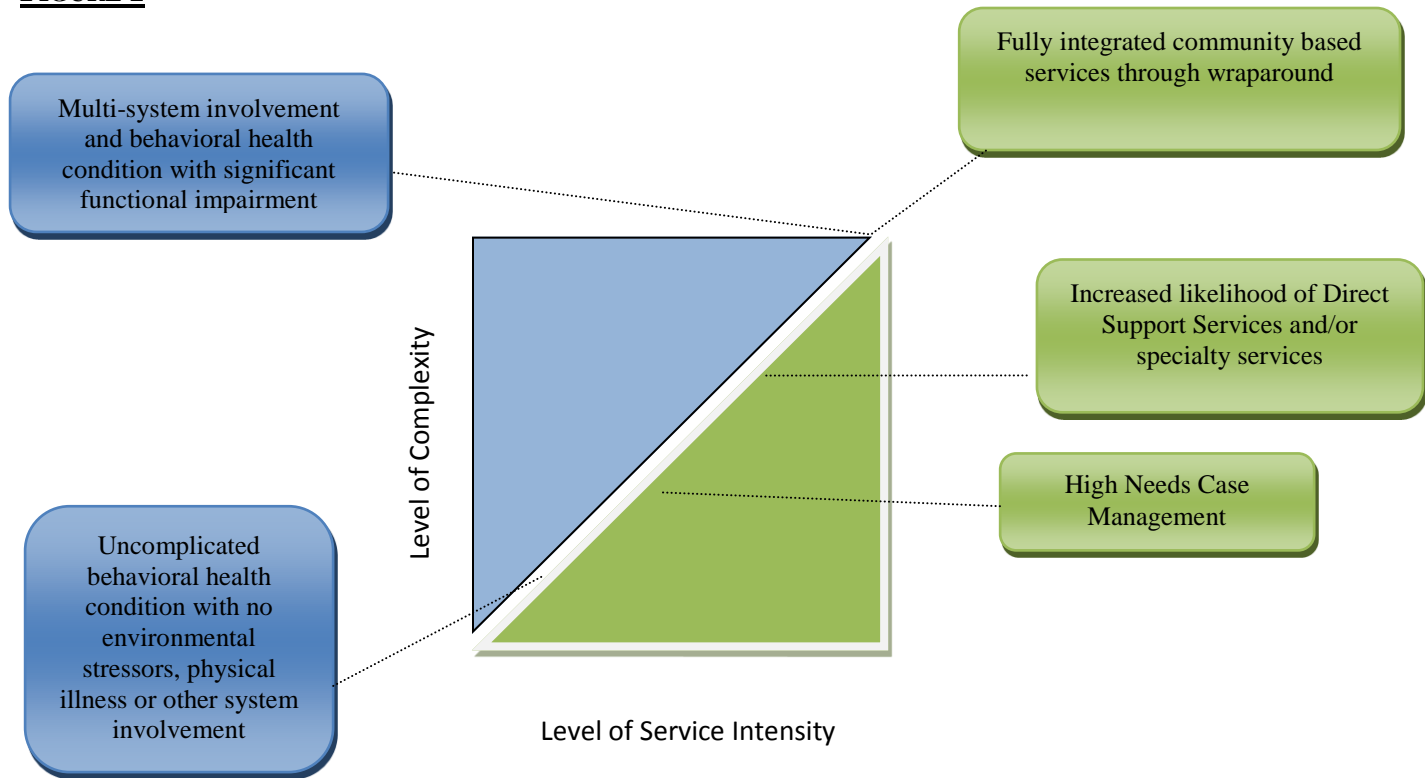 Fully integrated community based
services through wraparound
Multi-system involvement
and behavioral health
condition with significant
functional impairment
Increased likelihood of Direct
Support Services and/or
specialty services
Level of Complexity
High Needs Case
Management
Uncomplicated
behavioral health
condition with no
environmental
stressors, physical
illness or other system
involvement
Level of Service Intensity